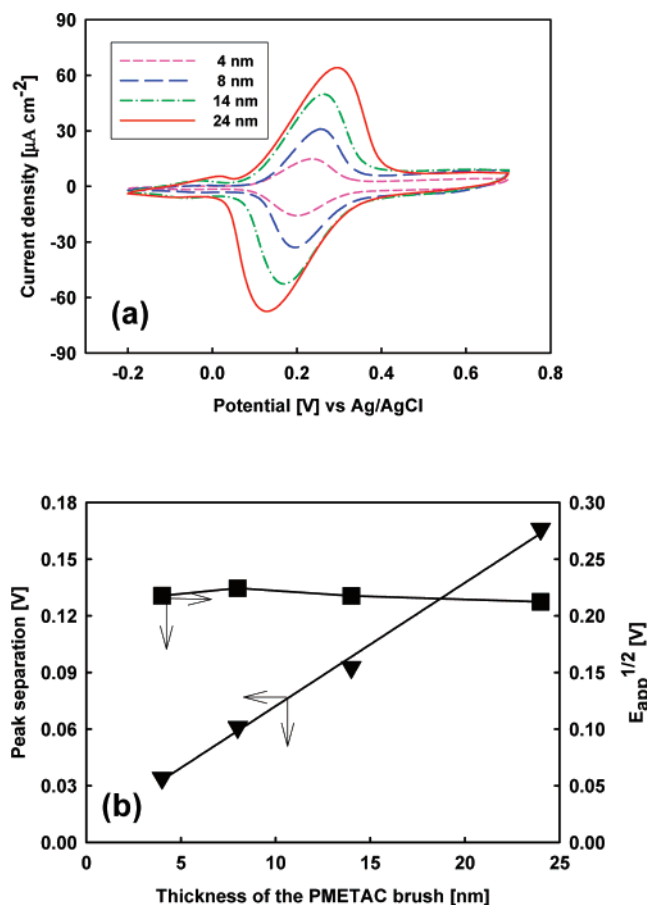 90
60
30
0
-30
-60
-90
Current density [µA cm⁻²]
4 nm
8 nm
14 nm
24 nm
(a)
-0.2 0.0 0.2 0.4 0.6 0.8
Potential [V] vs Ag/AgCl
0.18
0.15
0.12
0.09
0.06
0.03
0.00
Peak separation [V]
0.30
0.25
0.20
0.15
0.10
0.05
0.00
E_app^1/2 [V]
(b)
0 5 10 15 20 25
Thickness of the PMETAC brush [nm]